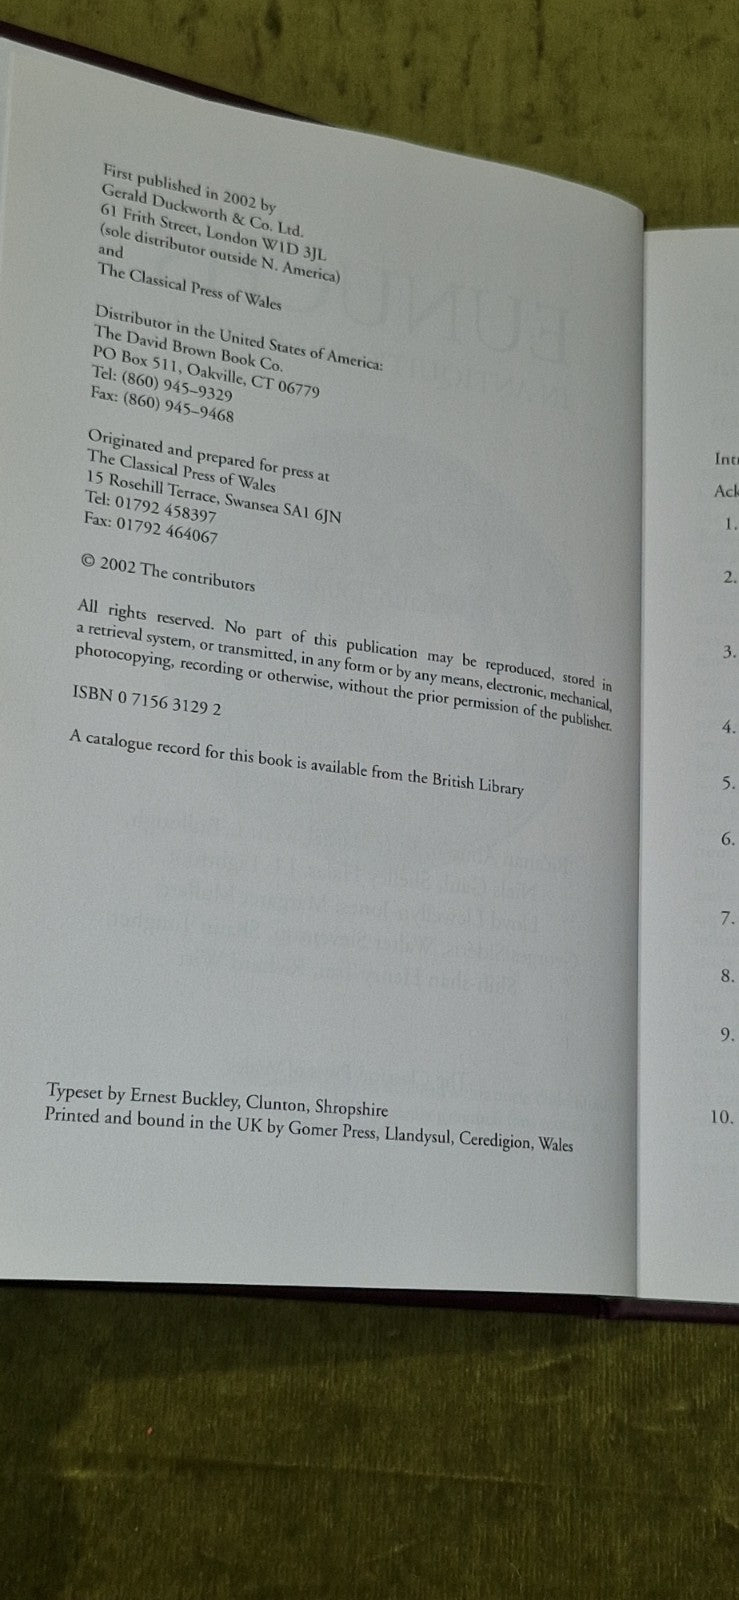 First published in 2002 by
Gerald Duckworth & Co. Ltd.
61 Frith Street, London W1D 3JL
(sole distributor outside N. America)
and
The Classical Press of Wales
Distributor in the United States of America:
The David Brown Book Co.
PO Box 511, Oakville, CT 06779
Tel: (860) 945–9329
Fax: (860) 945–9468
Originated and prepared for press at
The Classical Press of Wales
15 Rosehill Terrace, Swansea SA1 6JN
Tel: 01792 458397
Fax: 01792 464067
© 2002 The contributors
All rights reserved. No part of this publication may be reproduced, stored in
a retrieval system, or transmitted, in any form or by any means, electronic, mechanical,
photocopying, recording or otherwise, without the prior permission of the publisher.
ISBN 0 7156 3129 2
A catalogue record for this book is available from the British Library
Typeset by Ernest Buckley, Clunton, Shropshire
Printed and bound in the UK by Gomer Press, Llandysul, Ceredigion, Wales
1.
2.
3.
4.
5.
6.
7.
8.
9.
10.